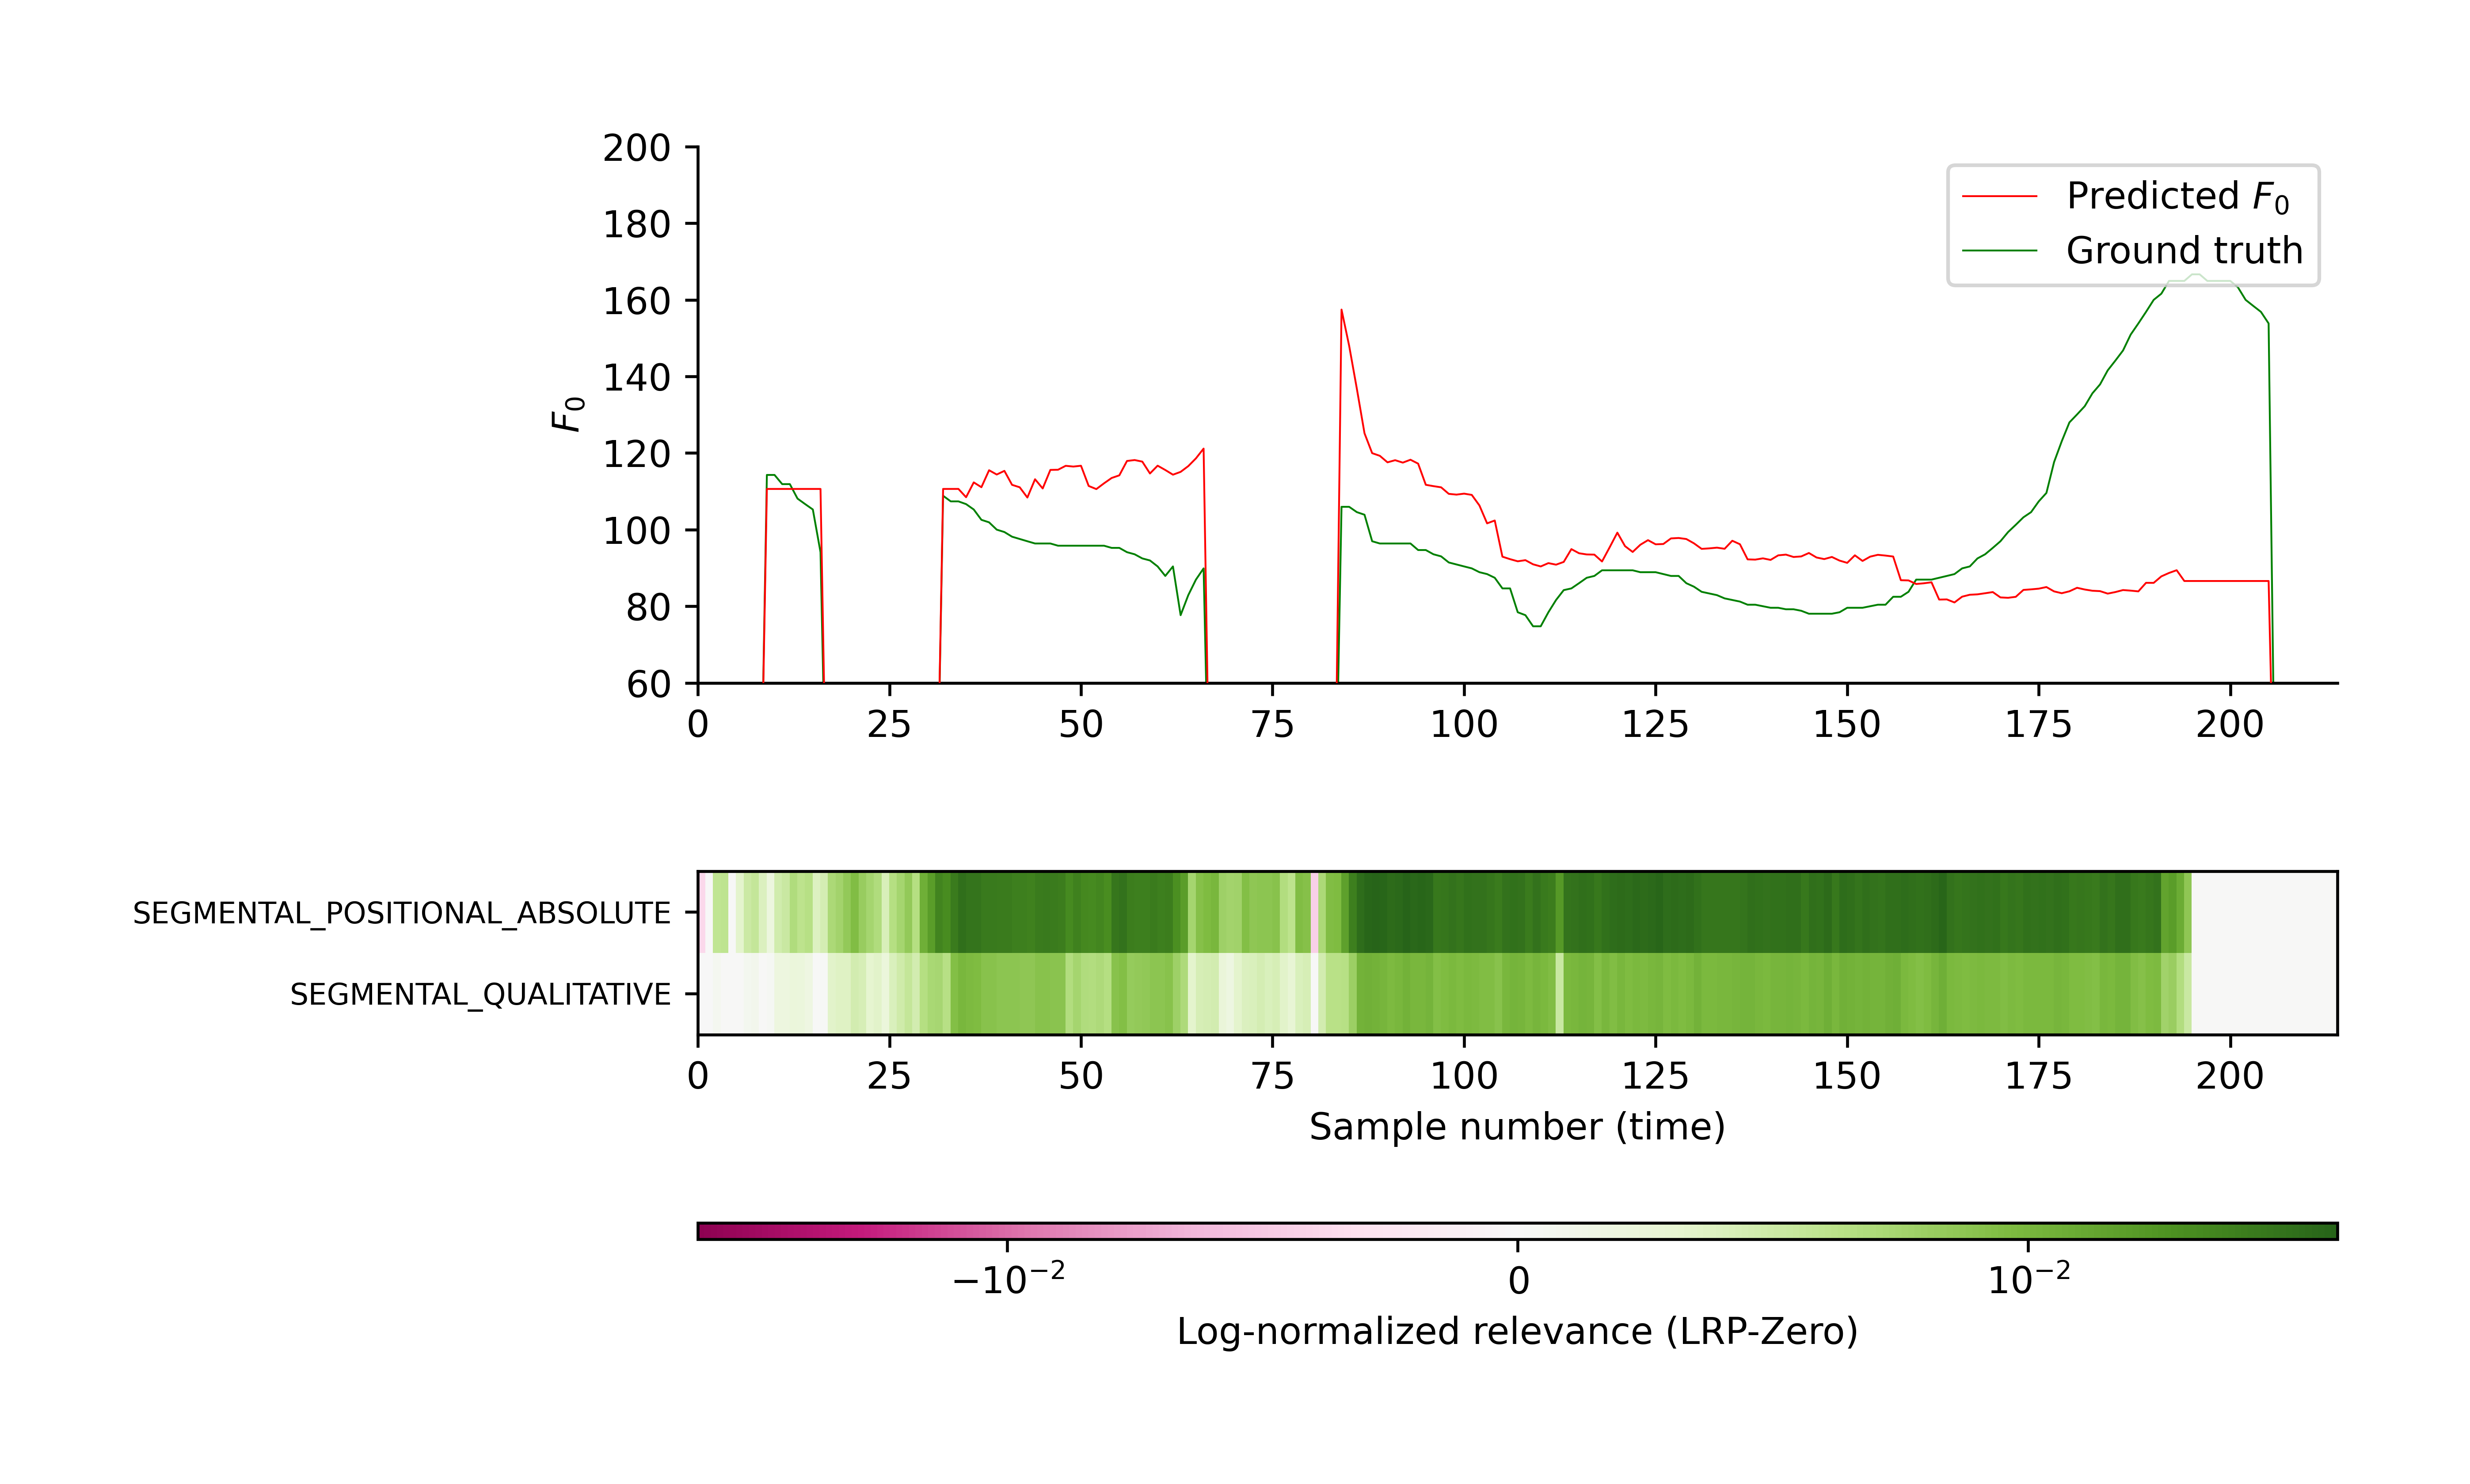 200
180
160
140
120
100
80
60
F₀
Predicted F₀
Ground truth
0 25 50 75 100 125 150 175 200
SEGMENTAL_POSITIONAL_ABSOLUTE
SEGMENTAL_QUALITATIVE
0 25 50 75 100 125 150 175 200
Sample number (time)
−10⁻² 0 10⁻²
Log-normalized relevance (LRP-Zero)